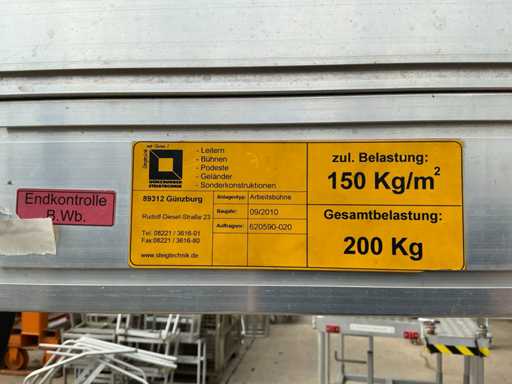 Endkontrolle
B.Wb.
GÜNZBURGER
STEIGTECHNIK
- Leitern
- Bühnen
- Podeste
- Geländer
- Sonderkonstruktionen
89312 Günzburg
Rudolf-Diesel-Straße 23
Tel. 08221 / 3616-01
Fax:08221 / 3616-80
www.steigtechnik.de
Anlagentyp: Arbeitsbühne
Baujahr: 09/2010
Auftragsnr: 620590-020
zul. Belastung:
150 Kg/m²
Gesamtbelastung:
200 Kg